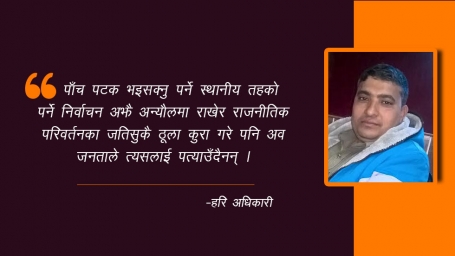 पाँच पटक भइसक्नु पर्ने स्थानीय तहको
पर्ने निर्वाचन अझै अन्यौलमा राखेर राजनीतिक
परिवर्तनका जतिसुकै ठूला कुरा गरे पनि अव
जनताले त्यसलाई पत्याउँदैनन् ।
-हरि अधिकारी